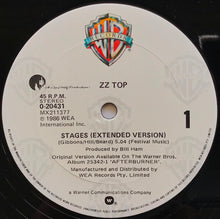 ZZ TOP
45 R.P.M.
STEREO
0-20431
MX211377
℗ 1986 WEA
International Inc.
1
STAGES (EXTENDED VERSION)
(Gibbons/Hill/Beard) 5.04 (Festival Music)
Produced by Bill Ham
Original Version Available On The Warner Bros.
Album 25342-1 'AFTERBURNER'.
Manufactured and Distributed by
WEA Records Pty. Limited
a Warner Communications Company